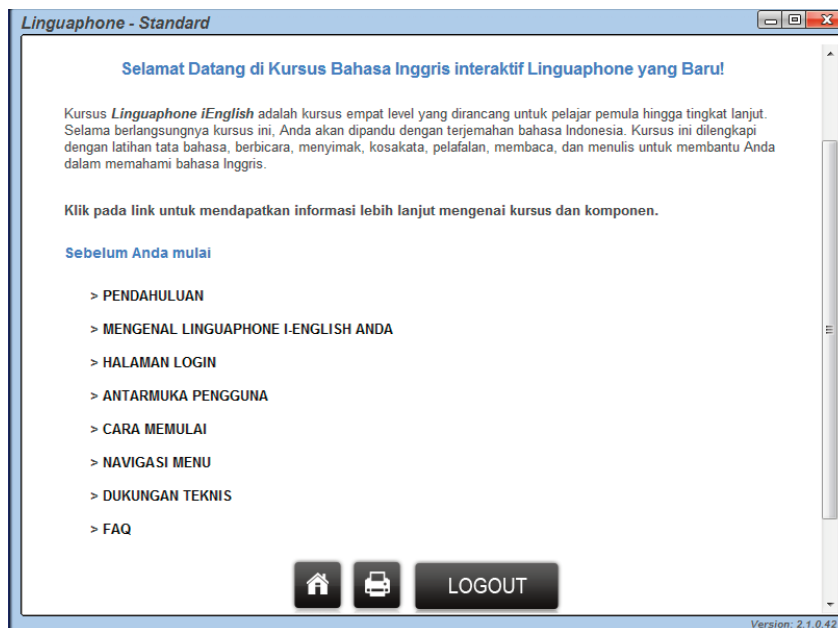 Linguaphone - Standard
Selamat Datang di Kursus Bahasa Inggris interaktif Linguaphone yang Baru!
Kursus Linguaphone iEnglish adalah kursus empat level yang dirancang untuk pelajar pemula hingga tingkat lanjut.
Selama berlangsungnya kursus ini, Anda akan dipandu dengan terjemahan bahasa Indonesia. Kursus ini dilengkapi
dengan latihan tata bahasa, berbicara, menyimak, kosakata, pelafalan, membaca, dan menulis untuk membantu Anda
dalam memahami bahasa Inggris.
Klik pada link untuk mendapatkan informasi lebih lanjut mengenai kursus dan komponen.
Sebelum Anda mulai
> PENDAHULUAN
> MENGENAL LINGUAPHONE I-ENGLISH ANDA
> HALAMAN LOGIN
> ANTARMUKA PENGGUNA
> CARA MEMULAI
> NAVIGASI MENU
> DUKUNGAN TEKNIS
> FAQ
LOGOUT
Version: 2.1.0.42